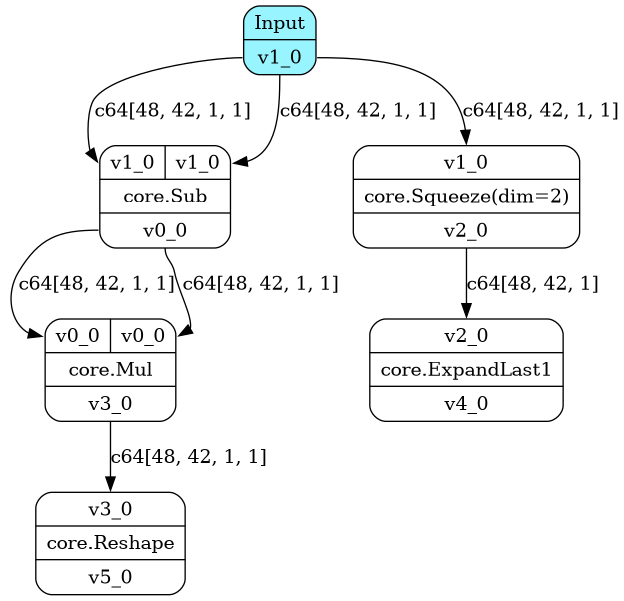 Input
v1_0
c64[48, 42, 1, 1]
c64[48, 42, 1, 1]
c64[48, 42, 1, 1]
v1_0
v1_0
core.Sub
v0_0
v1_0
core.Squeeze(dim=2)
v2_0
c64[48, 42, 1, 1]
c64[48, 42, 1, 1]
c64[48, 42, 1]
v0_0
v0_0
core.Mul
v3_0
v2_0
core.ExpandLast1
v4_0
c64[48, 42, 1, 1]
v3_0
core.Reshape
v5_0